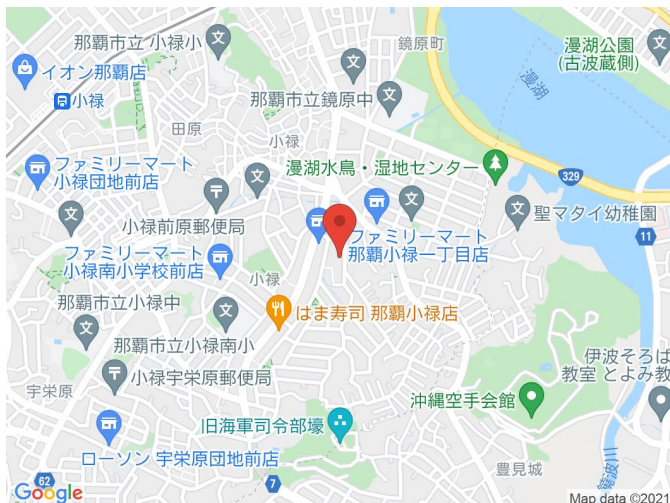 那覇市立 小禄小
鏡原町
漫湖公園
(古波蔵側)
イオン那覇店
小禄
那覇市立鏡原中
漫湖
田原
小禄
ファミリーマート
小禄団地前店
漫湖水鳥・湿地センター
329
小禄前原郵便局
聖マタイ幼稚園
ファミリーマート
那覇小禄一丁目店
11
ファミリーマート
小禄南小学校前店
小禄
那覇市立小禄中
はま寿司 那覇小禄店
那覇市立小禄南小
伊波そろば
教室 とよみ教
小禄宇栄原郵便局
宇栄原
沖縄空手会館
旧海軍司令部壕
ローソン 宇栄原団地前店
豊見城
饒波川
62
7
Google
Map data ©2021